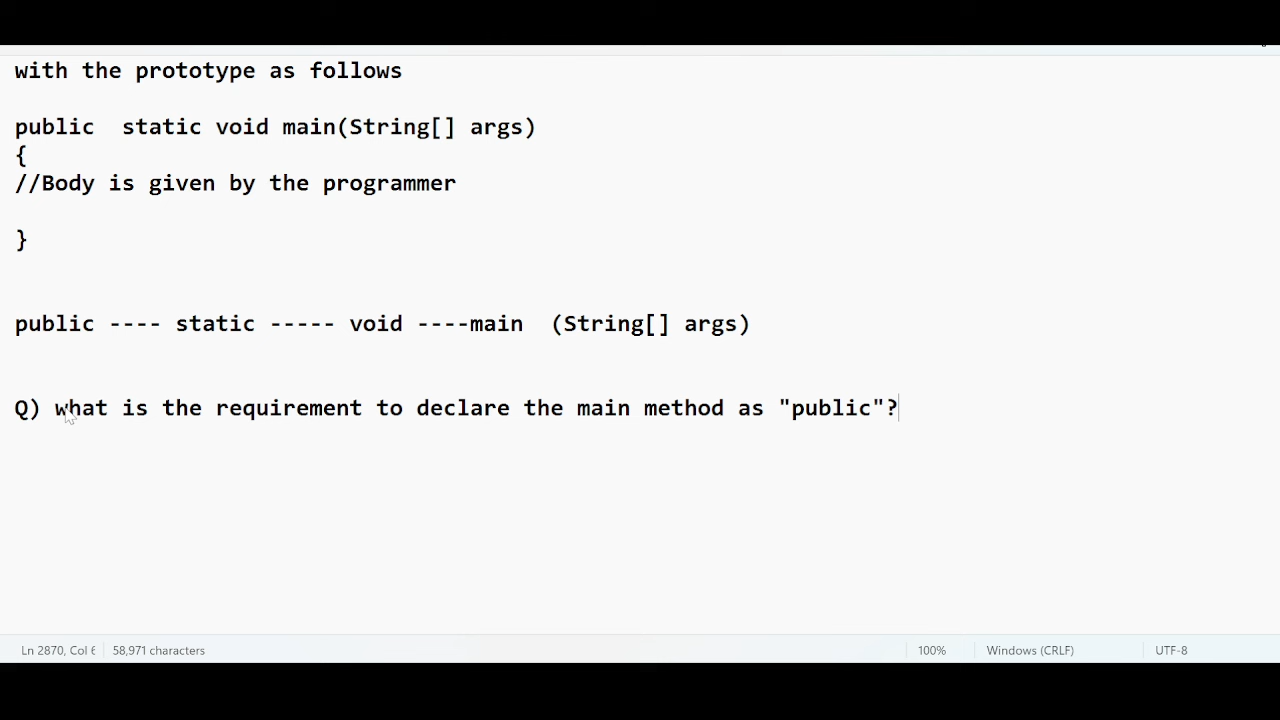 with the prototype as follows
public  static void main(String[] args)
{
//Body is given by the programmer
}
public ---- static ----- void ----main  (String[] args)
Q) what is the requirement to declare the main method as "public"?
Ln 2870, Col 6
58,971 characters
100%
Windows (CRLF)
UTF-8